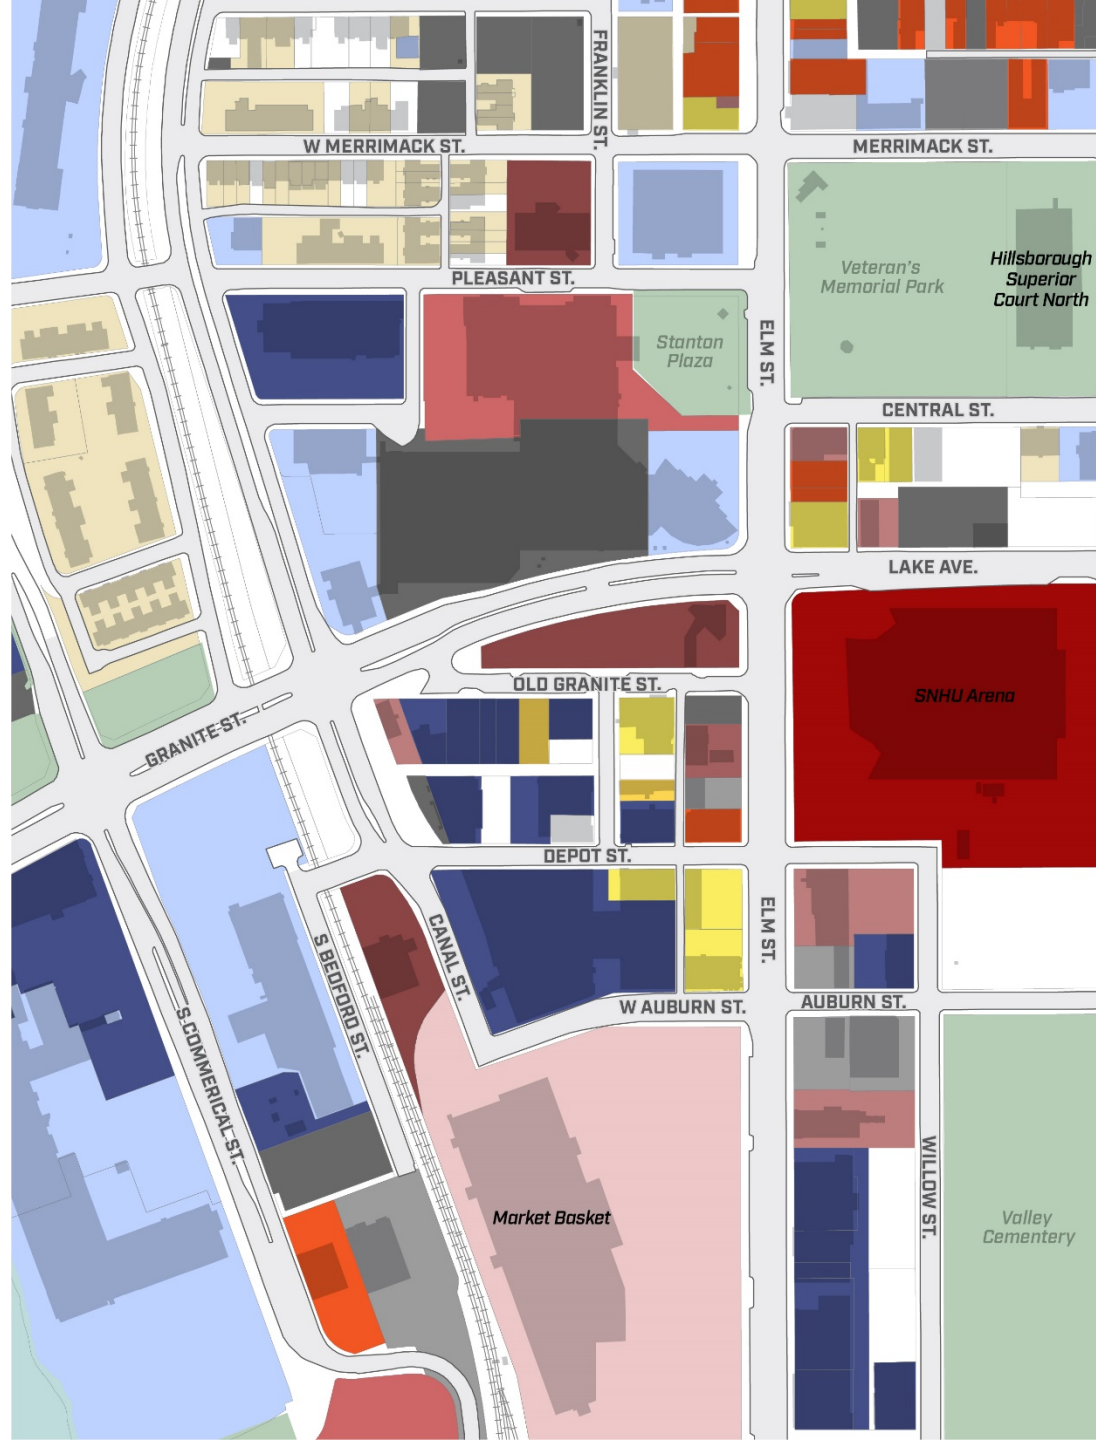 FRANKLIN ST.
W MERRIMACK ST.
MERRIMACK ST.
Veteran's
Memorial Park
Hillsborough
Superior
Court North
PLEASANT ST.
Stanton
Plaza
ELM ST.
CENTRAL ST.
LAKE AVE.
OLD GRANITE ST.
SNHU Arena
GRANITE ST.
DEPOT ST.
CANAL ST.
ELM ST.
S BEDFORD ST.
W AUBURN ST.
AUBURN ST.
S COMMERICAL ST.
WILLOW ST.
Market Basket
Valley
Cementery